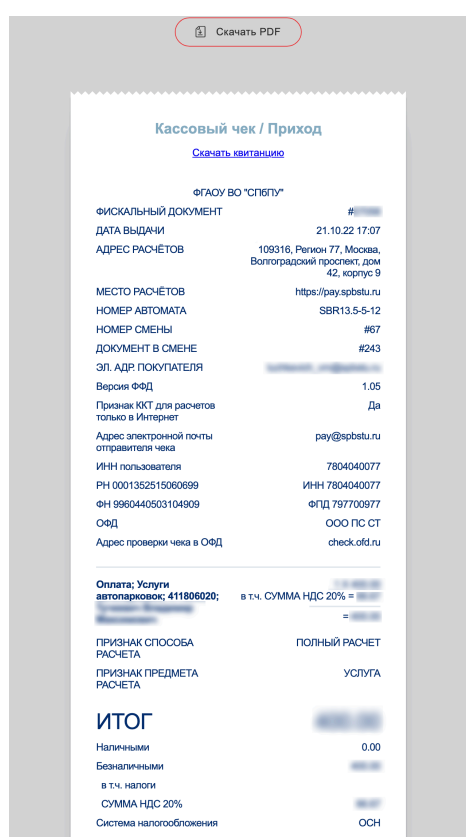 Скачать PDF
Кассовый чек / Приход
Скачать квитанцию
ФГАОУ ВО "СПбПУ"
ФИСКАЛЬНЫЙ ДОКУМЕНТ #
ДАТА ВЫДАЧИ 21.10.22 17:07
АДРЕС РАСЧЁТОВ 109316, Регион 77, Москва,
Волгоградский проспект, дом
42, корпус 9
МЕСТО РАСЧЁТОВ https://pay.spbstu.ru
НОМЕР АВТОМАТА SBR13.5-5-12
НОМЕР СМЕНЫ #67
ДОКУМЕНТ В СМЕНЕ #243
ЭЛ. АДР. ПОКУПАТЕЛЯ
Версия ФФД 1.05
Признак ККТ для расчетов Да
только в Интернет
Адрес электронной почты pay@spbstu.ru
отправителя чека
ИНН пользователя 7804040077
РН 0001352515060699 ИНН 7804040077
ФН 9960440503104909 ФПД 797700977
ОФД ООО ПС СТ
Адрес проверки чека в ОФД check.ofd.ru
Оплата; Услуги
автопарковок; 411806020; в т.ч. СУММА НДС 20% =
=
ПРИЗНАК СПОСОБА ПОЛНЫЙ РАСЧЕТ
РАСЧЕТА
ПРИЗНАК ПРЕДМЕТА УСЛУГА
РАСЧЕТА
ИТОГ
Наличными 0.00
Безналичными
в т.ч. налоги
СУММА НДС 20%
Система налогообложения ОСН